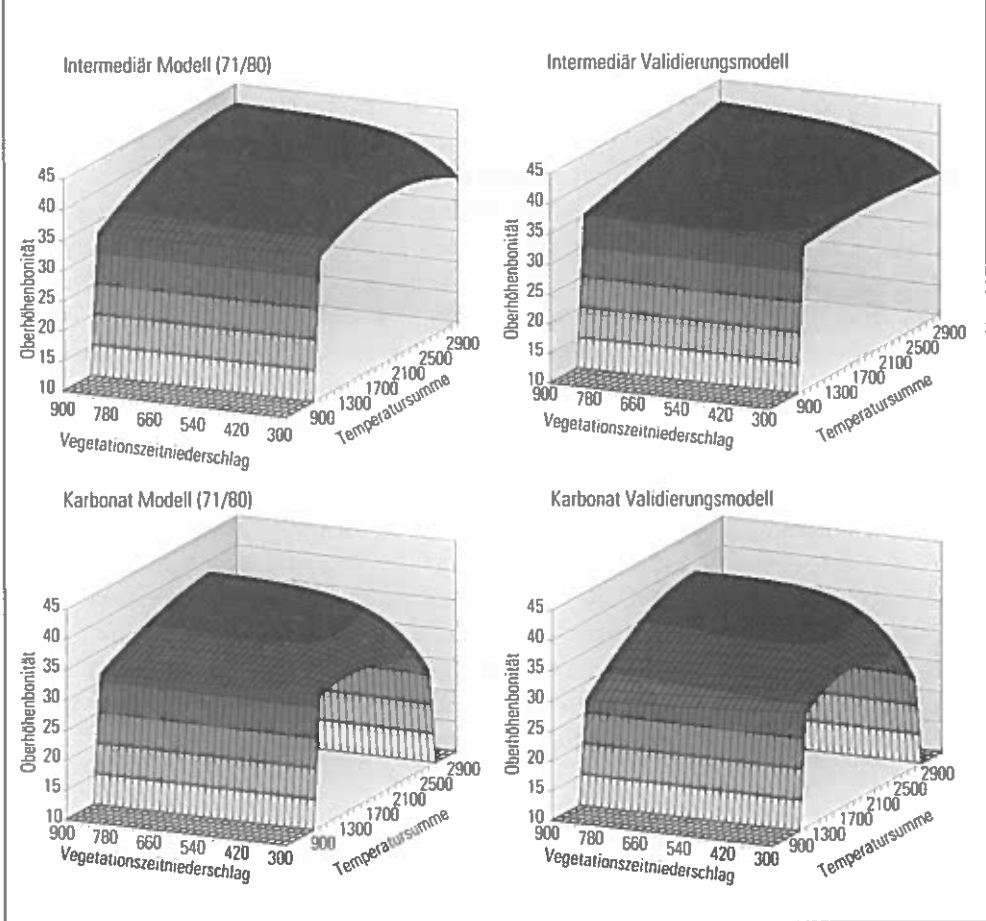 Intermediär Modell (71/80)
45
40
35
30
25
20
15
10
Oberhöhenbonität
900 780 660 540 420 300
Vegetationszeitniederschlag
900 1300 1700 2100 2500 2900
Temperatursumme
Intermediär Validierungsmodell
45
40
35
30
25
20
15
10
Oberhöhenbonität
900 780 660 540 420 300
Vegetationszeitniederschlag
900 1300 1700 2100 2500 2900
Temperatursumme
Karbonat Modell (71/80)
45
40
35
30
25
20
15
10
Oberhöhenbonität
900 780 660 540 420 300
Vegetationszeitniederschlag
900 1300 1700 2100 2500 2900
Temperatursumme
Karbonat Validierungsmodell
45
40
35
30
25
20
15
10
Oberhöhenbonität
900 780 660 540 420 300
Vegetationszeitniederschlag
900 1300 1700 2100 2500 2900
Temperatursumme